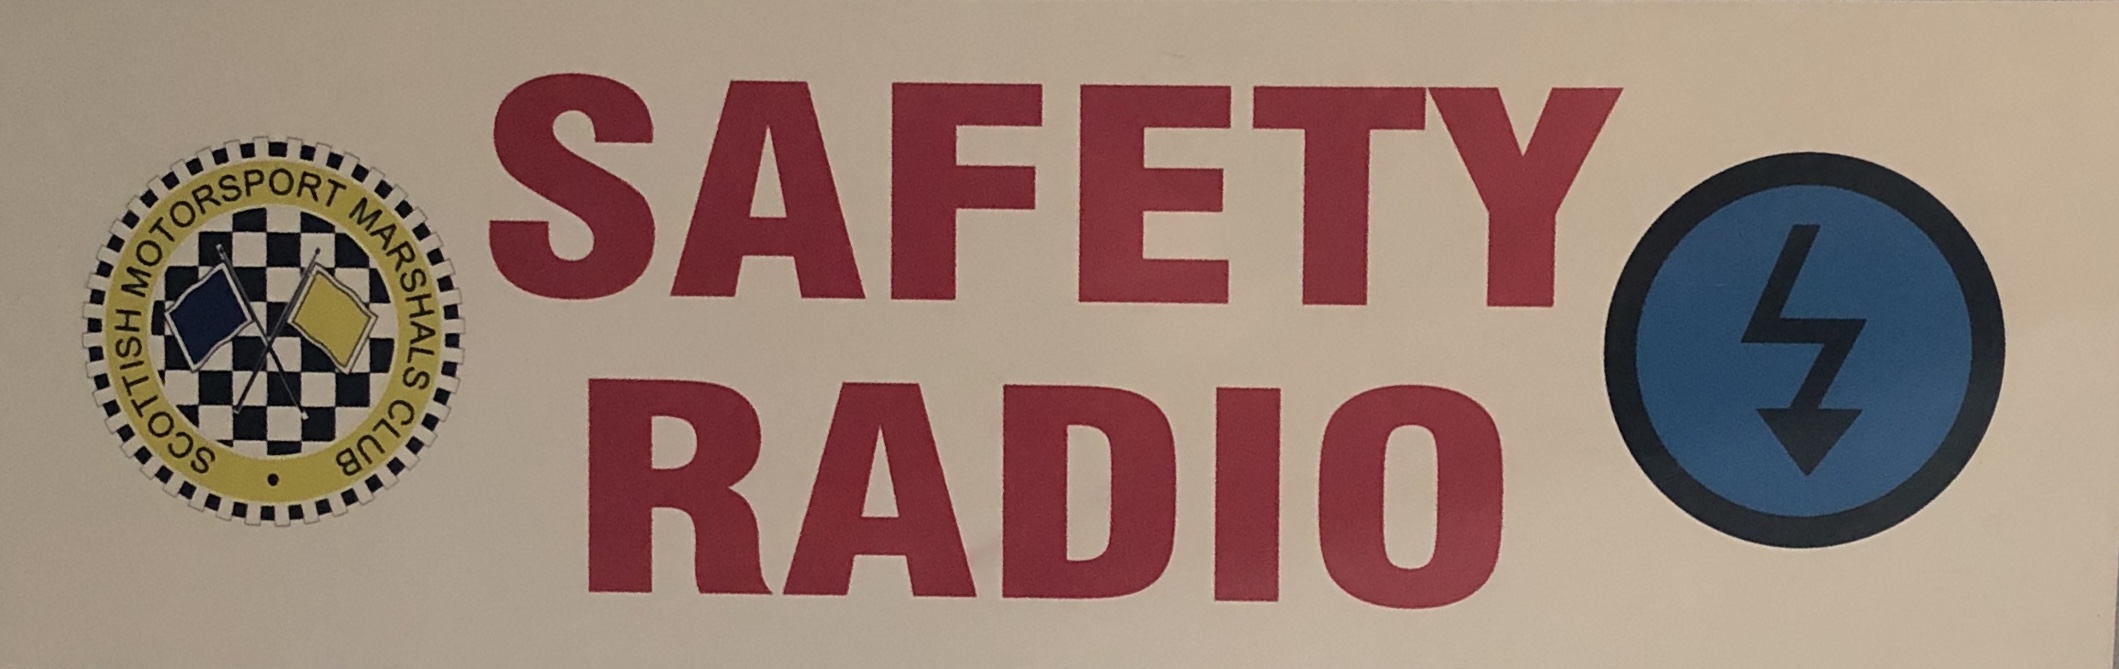 SCOTTISH MOTORSPORT MARSHALS CLUB
SAFETY
RADIO